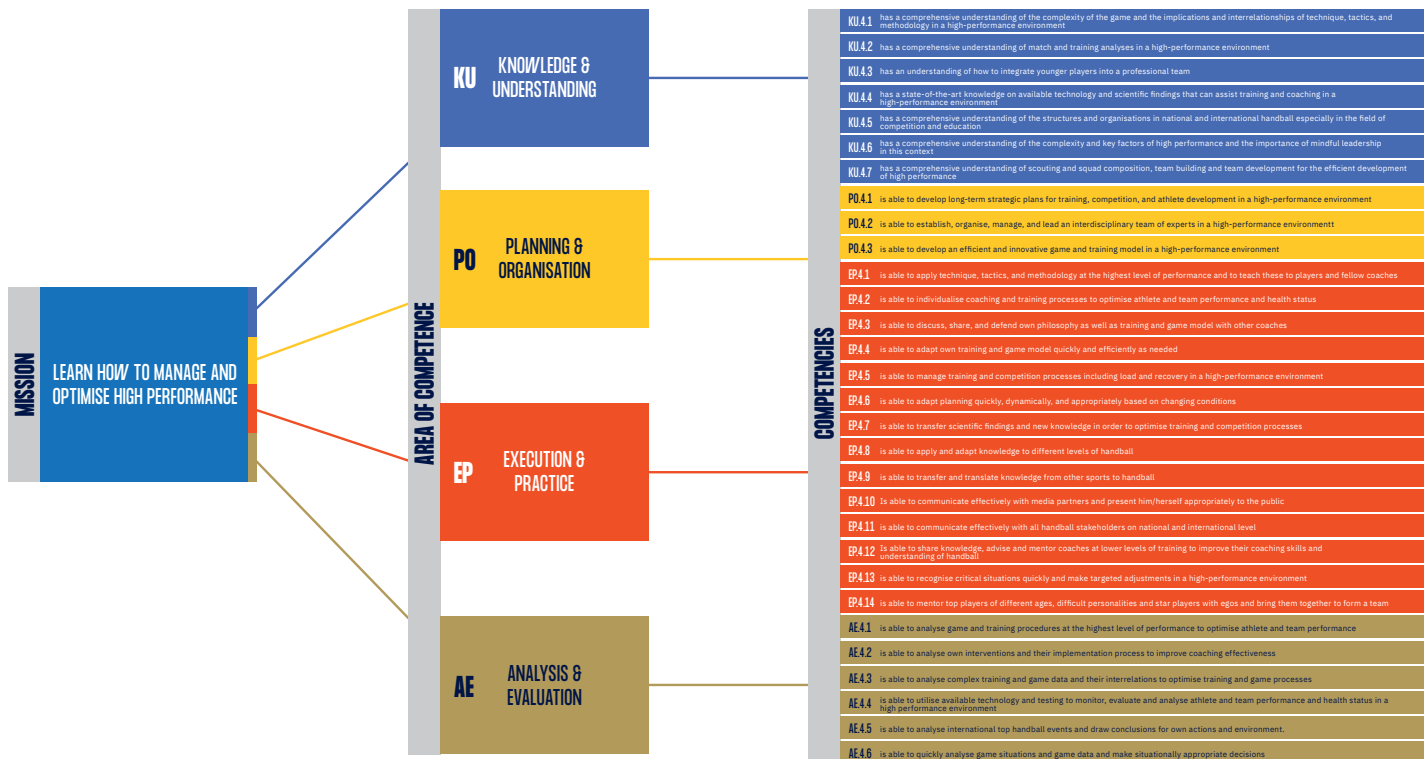 MISSION
LEARN HOW TO MANAGE AND
OPTIMISE HIGH PERFORMANCE
AREA OF COMPETENCE
KU
KNOWLEDGE &
UNDERSTANDING
PO
PLANNING &
ORGANISATION
EP
EXECUTION &
PRACTICE
AE
ANALYSIS &
EVALUATION
COMPETENCIES
KU.4.1 has a comprehensive understanding of the complexity of the game and the implications and interrelationships of technique, tactics, and
methodology in a high-performance environment
KU.4.2 has a comprehensive understanding of match and training analyses in a high-performance environment
KU.4.3 has an understanding of how to integrate younger players into a professional team
KU.4.4 has a state-of-the-art knowledge on available technology and scientific findings that can assist training and coaching in a
high-performance environment
KU.4.5 has a comprehensive understanding of the structures and organisations in national and international handball especially in the field of
competition and education
KU.4.6 has a comprehensive understanding of the complexity and key factors of high performance and the importance of mindful leadership
in this context
KU.4.7 has a comprehensive understanding of scouting and squad composition, team building and team development for the efficient development
of high performance
PO.4.1 is able to develop long-term strategic plans for training, competition, and athlete development in a high-performance environment
PO.4.2 is able to establish, organise, manage, and lead an interdisciplinary team of experts in a high-performance environmentt
PO.4.3 is able to develop an efficient and innovative game and training model in a high-performance environment
EP.4.1 is able to apply technique, tactics, and methodology at the highest level of performance and to teach these to players and fellow coaches
EP.4.2 is able to individualise coaching and training processes to optimise athlete and team performance and health status
EP.4.3 is able to discuss, share, and defend own philosophy as well as training and game model with other coaches
EP.4.4 is able to adapt own training and game model quickly and efficiently as needed
EP.4.5 is able to manage training and competition processes including load and recovery in a high-performance environment
EP.4.6 is able to adapt planning quickly, dynamically, and appropriately based on changing conditions
EP.4.7 is able to transfer scientific findings and new knowledge in order to optimise training and competition processes
EP.4.8 is able to apply and adapt knowledge to different levels of handball
EP.4.9 is able to transfer and translate knowledge from other sports to handball
EP.4.10 Is able to communicate effectively with media partners and present him/herself appropriately to the public
EP.4.11 is able to communicate effectively with all handball stakeholders on national and international level
EP.4.12 Is able to share knowledge, advise and mentor coaches at lower levels of training to improve their coaching skills and
understanding of handball
EP.4.13 is able to recognise critical situations quickly and make targeted adjustments in a high-performance environment
EP.4.14 is able to mentor top players of different ages, difficult personalities and star players with egos and bring them together to form a team
AE.4.1 is able to analyse game and training procedures at the highest level of performance to optimise athlete and team performance
AE.4.2 is able to analyse own interventions and their implementation process to improve coaching effectiveness
AE.4.3 is able to analyse complex training and game data and their interrelations to optimise training and game processes
AE.4.4 is able to utilise available technology and testing to monitor, evaluate and analyse athlete and team performance and health status in a
high performance environment
AE.4.5 is able to analyse international top handball events and draw conclusions for own actions and environment.
AE.4.6 is able to quickly analyse game situations and game data and make situationally appropriate decisions